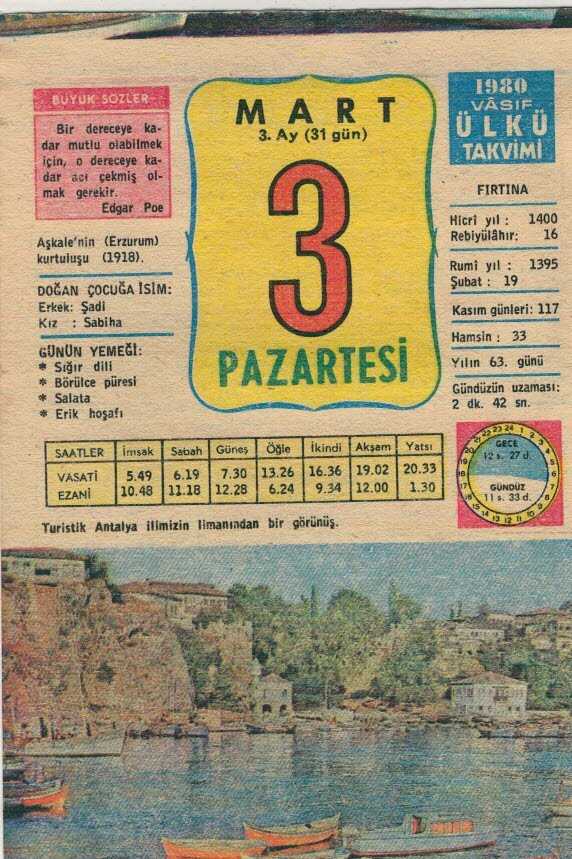 BÜYÜK SÖZLER
Bir dereceye ka-
dar mutlu olabilmek
için, o dereceye ka-
dar acı çekmiş ol-
mak gerekir.
Edgar Poe
Aşkale'nin (Erzurum)
kurtuluşu (1918).
DOĞAN ÇOCUĞA İSİM:
Erkek: Şadi
Kız : Sabiha
GÜNÜN YEMEĞİ:
* Sığır dili
* Börülce püresi
* Salata
* Erik hoşafı
MART
3. Ay (31 gün)
3
PAZARTESİ
1980
VÂSIF
ÜLKÜ
TAKVİMİ
FIRTINA
Hicrî yıl : 1400
Rebiyülâhır: 16
Rumî yıl : 1395
Şubat : 19
Kasım günleri: 117
Hamsin : 33
Yılın 63. günü
Gündüzün uzaması:
2 dk. 42 sn.
SAATLER İmsak Sabah Güneş Öğle İkindi Akşam Yatsı
VASATİ 5.49 6.19 7.30 13.26 16.36 19.02 20.33
EZANİ 10.48 11.18 12.28 6.24 9.34 12.00 1.30
GECE
12 s. 27 d.
GÜNDÜZ
11 s. 33 d.
Turistik Antalya ilimizin limanından bir görünüş.